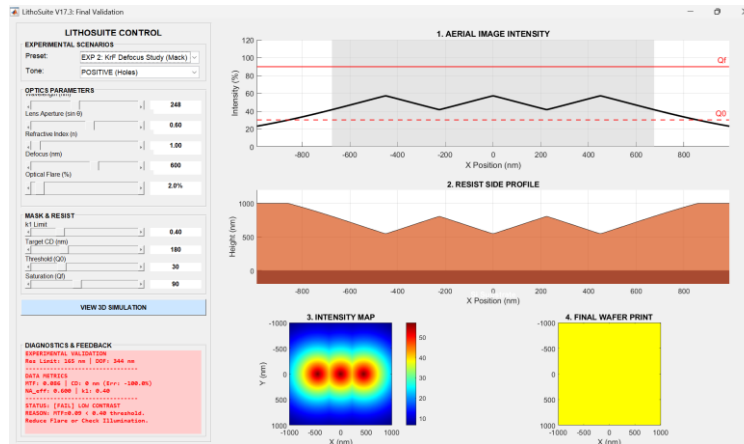 LithoSuite V17.3: Final Validation
LITHOSUITE CONTROL
EXPERIMENTAL SCENARIOS
Preset:
EXP 2: KrF Defocus Study (Mack)
Tone:
POSITIVE (Holes)
OPTICS PARAMETERS
248
Lens Aperture (sin θ)
0.60
Refractive Index (n)
1.00
Defocus (nm)
600
Optical Flare (%)
2.0%
MASK & RESIST
k1 Limit
0.40
Target CD (nm)
180
Threshold (Q0)
30
Saturation (Qf)
90
VIEW 3D SIMULATION
DIAGNOSTICS & FEEDBACK
EXPERIMENTAL VALIDATION
Res Limit: 165 nm | DOF: 344 nm
------------------------------
DATA METRICS
MTF: 0.086 | CD: 0 nm (Err: -100.0%)
NA_eff: 0.600 | k1: 0.40
------------------------------
STATUS: [FAIL] LOW CONTRAST
REASON: MTF=0.09 < 0.40 threshold.
Reduce Flare or Check Illumination.
1. AERIAL IMAGE INTENSITY
Intensity (%)
120
100
80
60
40
20
0
Qf
Q0
-800 -600 -400 -200 0 200 400 600 800
X Position (nm)
2. RESIST SIDE PROFILE
Height (nm)
1000
500
0
-800 -600 -400 -200 0 200 400 600 800
X Position (nm)
3. INTENSITY MAP
Y (nm)
-1000
-500
0
500
1000
-1000 -500 0 500 1000
X (nm)
50
40
30
20
10
4. FINAL WAFER PRINT
-1000
-500
0
500
1000
-1000 0 1000
X (nm)